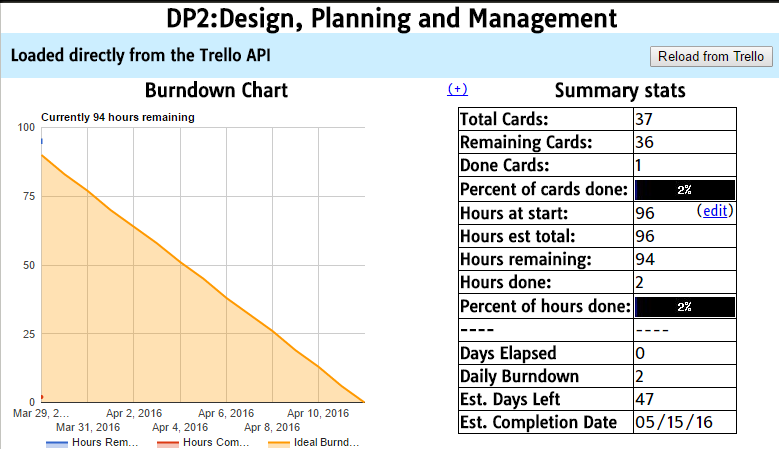 DP2:Design, Planning and Management
Loaded directly from the Trello API
Reload from Trello
Burndown Chart
Currently 94 hours remaining
100
75
50
25
0
Mar 29, 2...
Apr 2, 2016
Apr 6, 2016
Apr 10, 2016
Mar 31, 2016
Apr 4, 2016
Apr 8, 2016
Hours Rem...
Hours Com...
Ideal Burnd...
(+)
Summary stats
Total Cards: 37
Remaining Cards: 36
Done Cards: 1
Percent of cards done: 2%
Hours at start: 96 (edit)
Hours est total: 96
Hours remaining: 94
Hours done: 2
Percent of hours done: 2%
---- ----
Days Elapsed 0
Daily Burndown 2
Est. Days Left 47
Est. Completion Date 05/15/16